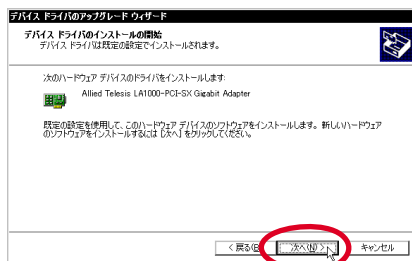 デバイス ドライバのアップグレード ウィザード
デバイス ドライバのインストールの開始
デバイス ドライバは既定の設定でインストールされます。
次のハードウェア デバイスのドライバをインストールします:
Allied Telesis LA1000-PCI-SX Gigabit Adapter
既定の設定を使用して、このハードウェア デバイスのソフトウェアをインストールします。 新しいハードウェア
のソフトウェアをインストールするには [次へ] をクリックしてください。
< 戻る(B) 次へ(N) > キャンセル